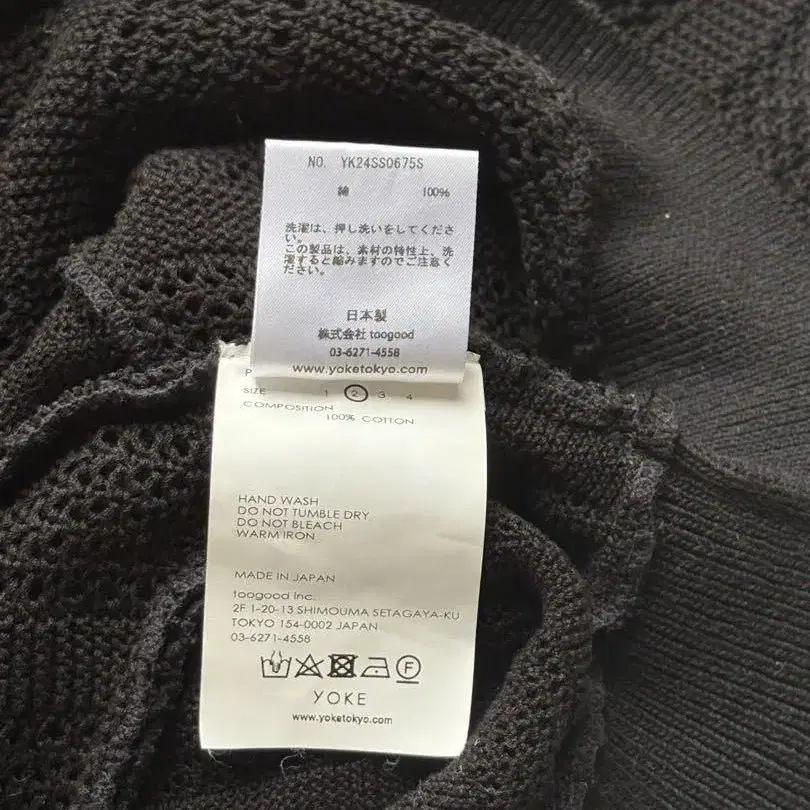 NO. YK24SS0675S
綿 100%
洗濯は、押し洗いをしてくださ
い。
この製品は、素材の特性上、洗
濯すると縮みますのでご注意く
ださい。
日本製
株式会社 toogood
03-6271-4558
www.yoketokyo.com
SIZE 1 2 3 4
COMPOSITION
100% COTTON
HAND WASH
DO NOT TUMBLE DRY
DO NOT BLEACH
WARM IRON
MADE IN JAPAN
toogood Inc.
2F 1-20-13 SHIMOUMA SETAGAYA-KU
TOKYO 154-0002 JAPAN
03-6271-4558
F
YOKE
www.yoketokyo.com